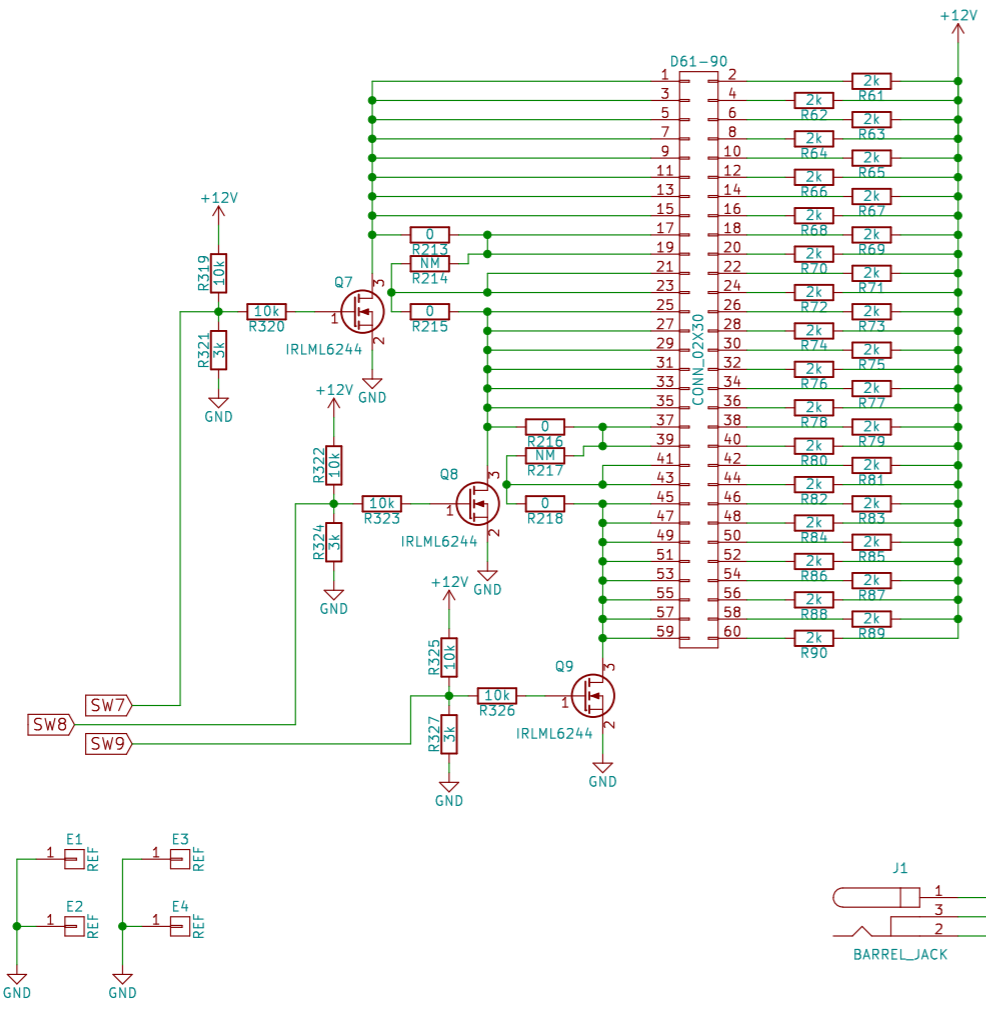 +12V
D61-90
1 2 2k R61
3 4 2k R62
5 6 2k R63
7 8 2k R64
9 10 2k R65
11 12 2k R66
13 14 2k R67
15 16 2k R68
17 18 2k R69
19 20 2k R70
21 22 2k R71
23 24 2k R72
25 26 2k R73
27 28 2k R74
29 30 2k R75
31 32 2k R76
33 34 2k R77
35 36 2k R78
37 38 2k R79
39 40 2k R80
41 42 2k R81
43 44 2k R82
45 46 2k R83
47 48 2k R84
49 50 2k R85
51 52 2k R86
53 54 2k R87
55 56 2k R88
57 58 2k R89
59 60 2k R90
CONN_02X30
+12V
R319 10k
10k
R320
R321 3k
GND
Q7
1
3
2
IRLML6244
GND
0
R213
NM
R214
0
R215
+12V
R322 10k
10k
R323
R324 3k
GND
Q8
1
3
2
IRLML6244
GND
0
R216
NM
R217
0
R218
+12V
R325 10k
10k
R326
R327 3k
GND
Q9
1
3
2
IRLML6244
GND
SW7
SW8
SW9
E1
1
REF
E3
1
REF
E2
1
REF
E4
1
REF
GND
GND
J1
1
3
2
BARREL_JACK